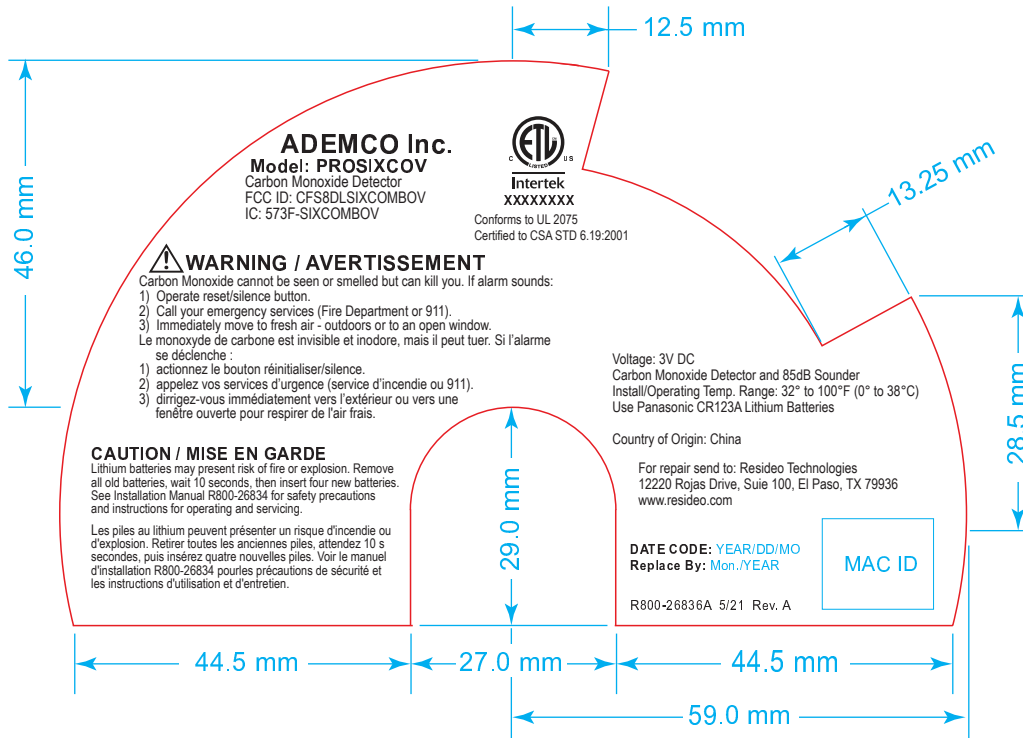 12.5 mm
46.0 mm
13.25 mm
28.5 mm
ADEMCO Inc.
Model: PROSIXCOV
Carbon Monoxide Detector
FCC ID: CFS8DLSIXCOMBOV
IC: 573F-SIXCOMBOV
ETL
LISTED
C US
Intertek
XXXXXXXX
Conforms to UL 2075
Certified to CSA STD 6.19:2001
WARNING / AVERTISSEMENT
Carbon Monoxide cannot be seen or smelled but can kill you. If alarm sounds:
1) Operate reset/silence button.
2) Call your emergency services (Fire Department or 911).
3) Immediately move to fresh air - outdoors or to an open window.
Le monoxyde de carbone est invisible et inodore, mais il peut tuer. Si l’alarme
se déclenche :
1) actionnez le bouton réinitialiser/silence.
2) appelez vos services d’urgence (service d’incendie ou 911).
3) dirrigez-vous immédiatement vers l’extérieur ou vers une
fenêtre ouverte pour respirer de l'air frais.
CAUTION / MISE EN GARDE
Lithium batteries may present risk of fire or explosion. Remove
all old batteries, wait 10 seconds, then insert four new batteries.
See Installation Manual R800-26834 for safety precautions
and instructions for operating and servicing.
Les piles au lithium peuvent présenter un risque d'incendie ou
d'explosion. Retirer toutes les anciennes piles, attendez 10 s
secondes, puis insérez quatre nouvelles piles. Voir le manuel
d'installation R800-26834 pourles précautions de sécurité et
les instructions d'utilisation et d'entretien.
Voltage: 3V DC
Carbon Monoxide Detector and 85dB Sounder
Install/Operating Temp. Range: 32° to 100°F (0° to 38°C)
Use Panasonic CR123A Lithium Batteries
Country of Origin: China
For repair send to: Resideo Technologies
12220 Rojas Drive, Suie 100, El Paso, TX 79936
www.resideo.com
DATE CODE: YEAR/DD/MO
Replace By: Mon./YEAR
MAC ID
R800-26836A 5/21 Rev. A
29.0 mm
44.5 mm
27.0 mm
44.5 mm
59.0 mm